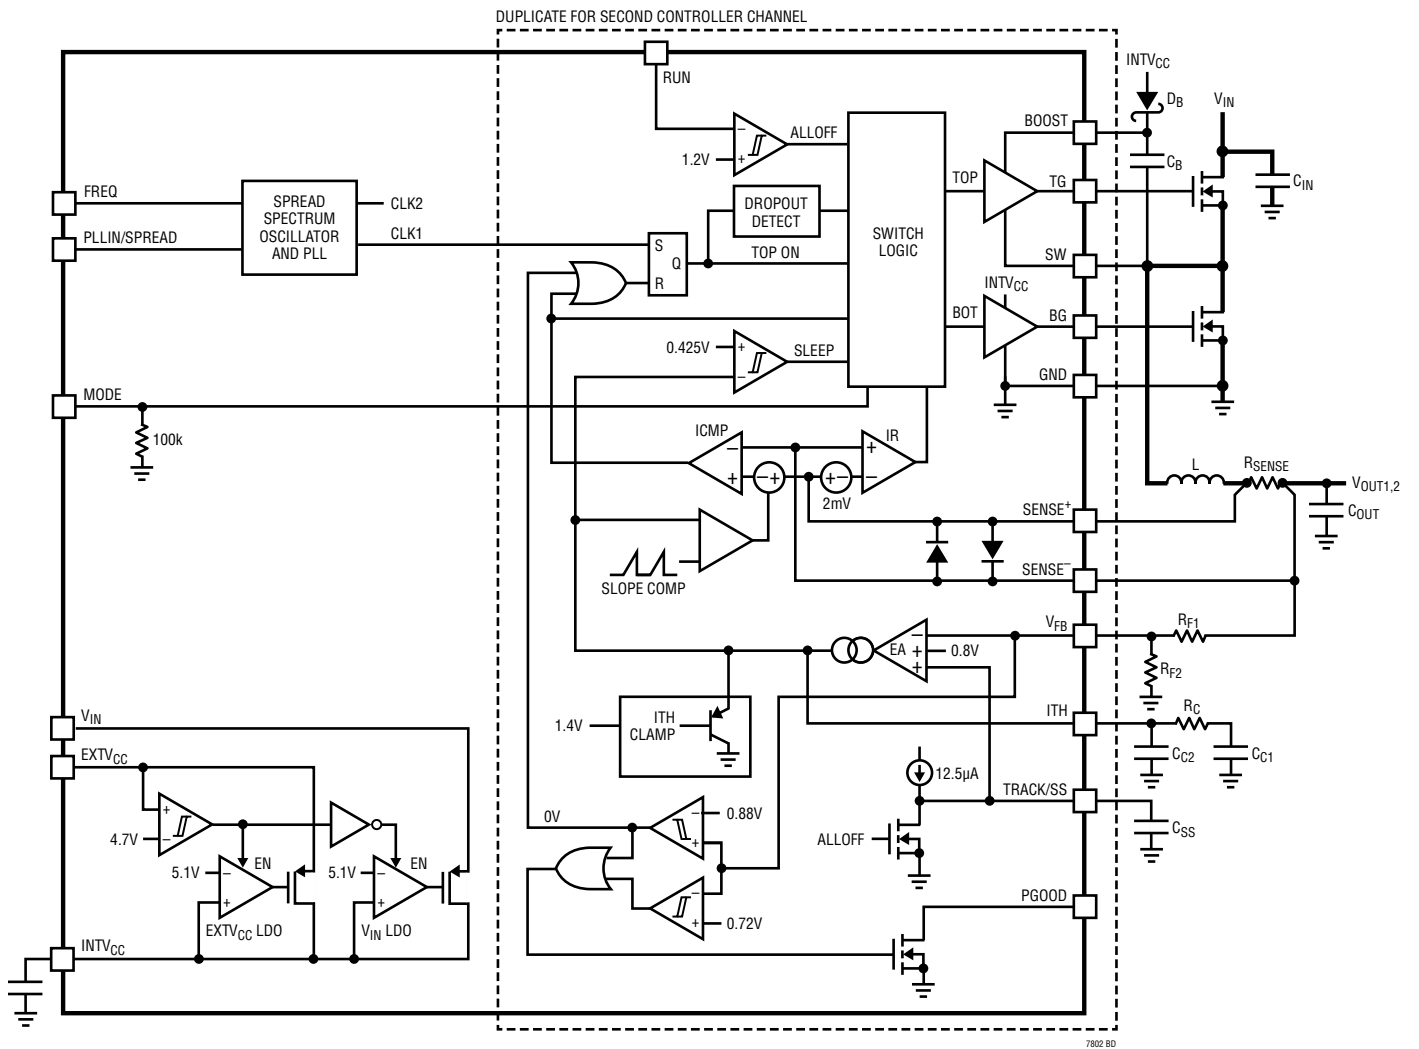 DUPLICATE FOR SECOND CONTROLLER CHANNEL
RUN
INTVCC
DB
VIN
BOOST
CB
CIN
ALLOFF
1.2V
−
+
TOP
TG
FREQ
SPREAD
SPECTRUM
OSCILLATOR
AND PLL
CLK2
DROPOUT
DETECT
SWITCH
LOGIC
PLLIN/SPREAD
CLK1
S
Q
R
TOP ON
SW
INTVCC
BOT
BG
0.425V
+
−
SLEEP
GND
MODE
100k
ICMP
−
+
−+
+−
2mV
IR
+
−
L
RSENSE
VOUT1,2
COUT
SENSE+
SLOPE COMP
SENSE−
VFB
RF1
EA
−
+
+
0.8V
RF2
1.4V
ITH
CLAMP
ITH
RC
CC2
CC1
VIN
EXTVCC
12.5µA
TRACK/SS
CSS
0V
−
0.88V
+
ALLOFF
+
4.7V
−
5.1V
−
EN
+
5.1V
−
EN
+
−
+
0.72V
PGOOD
EXTVCC LDO
VIN LDO
INTVCC
7802 BD